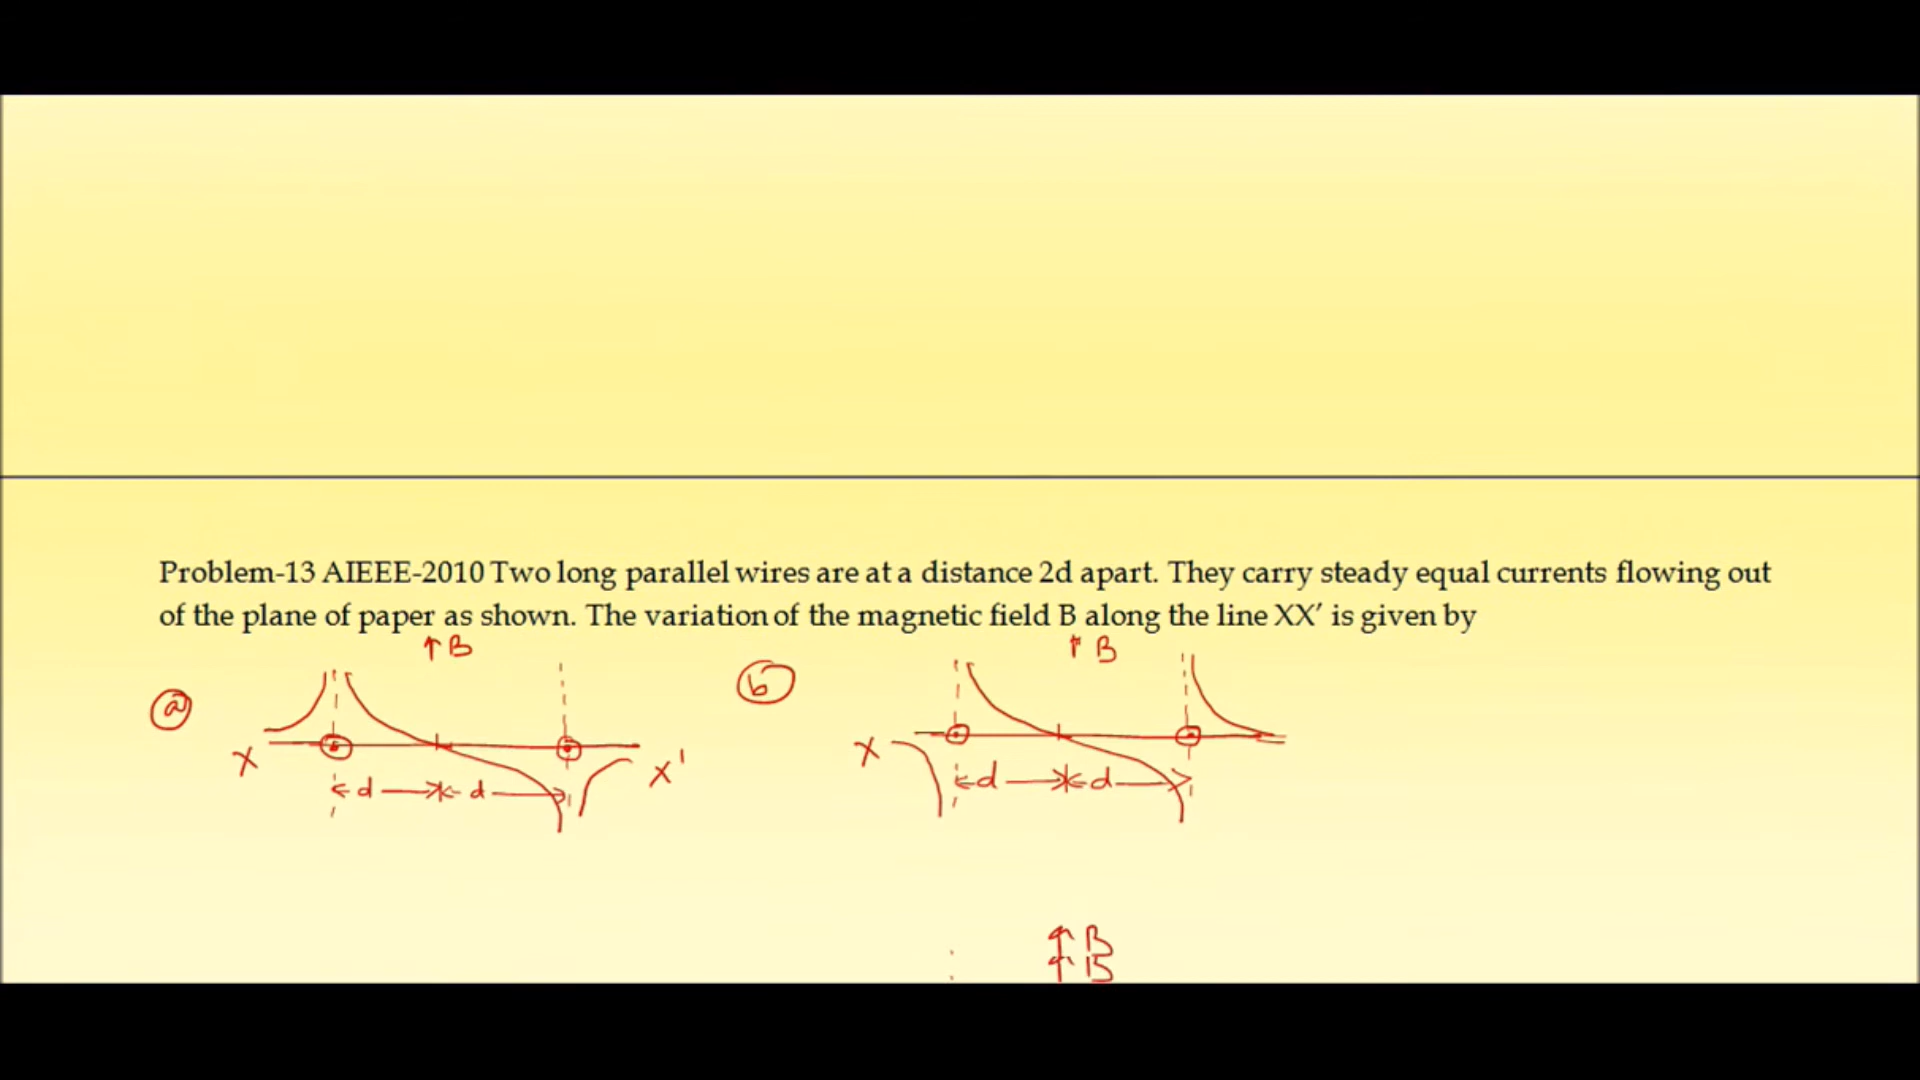 Problem-13 AIEEE-2010 Two long parallel wires are at a distance 2d apart. They carry steady equal currents flowing out
of the plane of paper as shown. The variation of the magnetic field B along the line XX′ is given by
↑B ↑B
a b
X X' X
d d d d
↑B
↑B